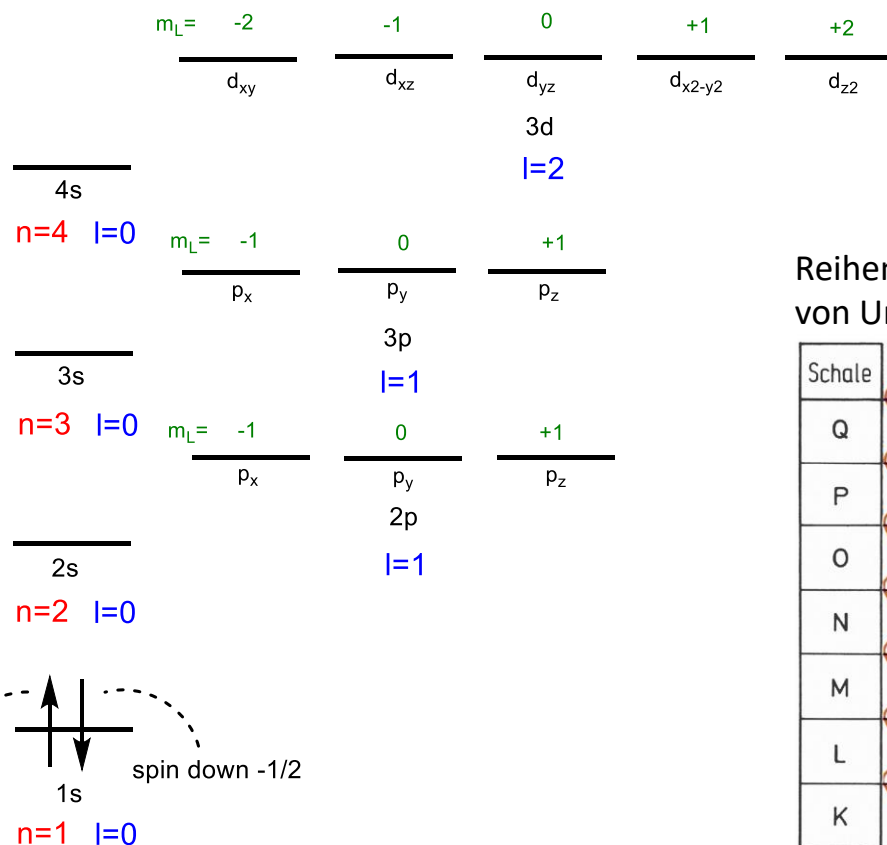 mL= -2 -1 0 +1 +2
dxy dxz dyz dx2-y2 dz2
3d
l=2
4s
n=4 l=0
mL= -1 0 +1
px py pz
3p
l=1
3s
n=3 l=0
mL= -1 0 +1
px py pz
2p
l=1
2s
n=2 l=0
spin down -1/2
1s
n=1 l=0
von
Schale
Q
P
O
N
M
L
K